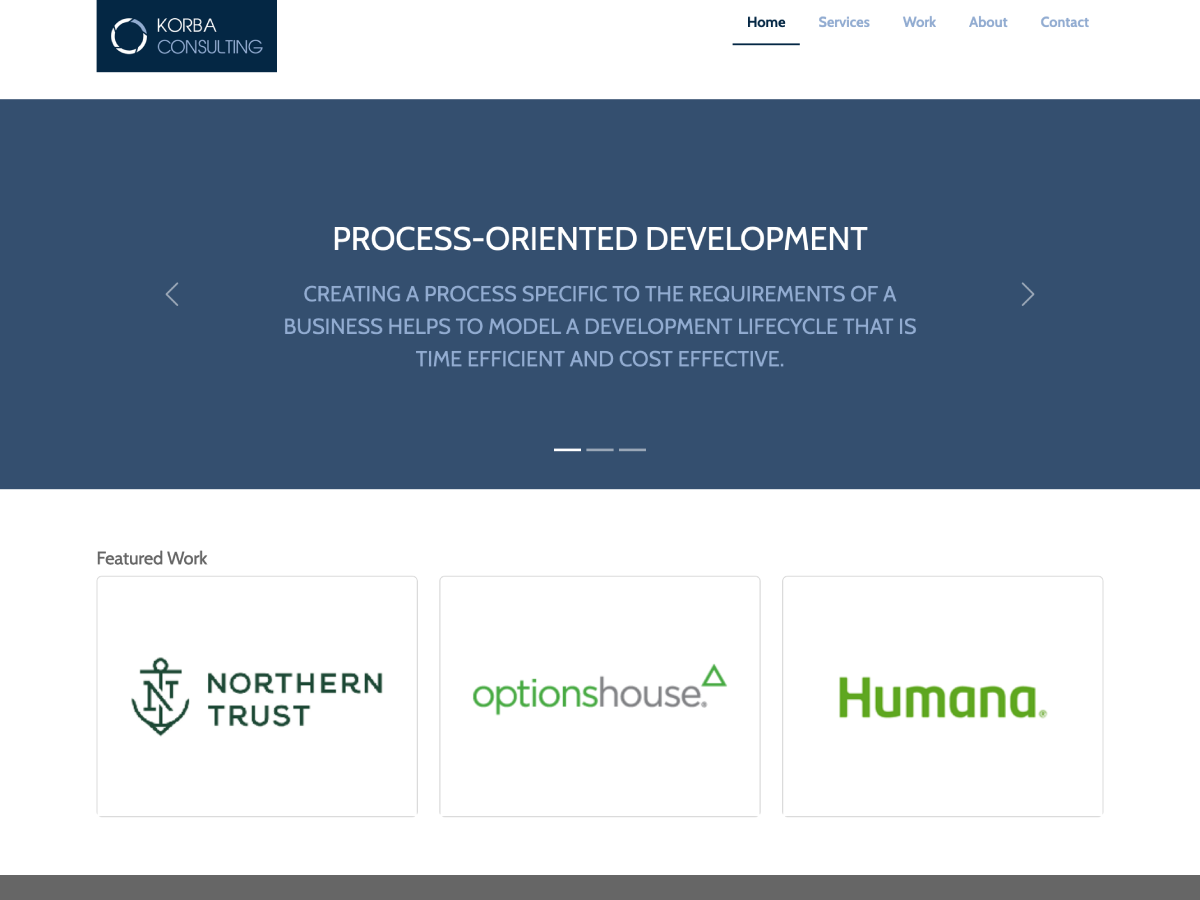 KORBA
CONSULTING
Home
Services
Work
About
Contact
PROCESS-ORIENTED DEVELOPMENT
CREATING A PROCESS SPECIFIC TO THE REQUIREMENTS OF A
BUSINESS HELPS TO MODEL A DEVELOPMENT LIFECYCLE THAT IS
TIME EFFICIENT AND COST EFFECTIVE.
Featured Work
NT
NORTHERN
TRUST
optionshouse.®
Humana®